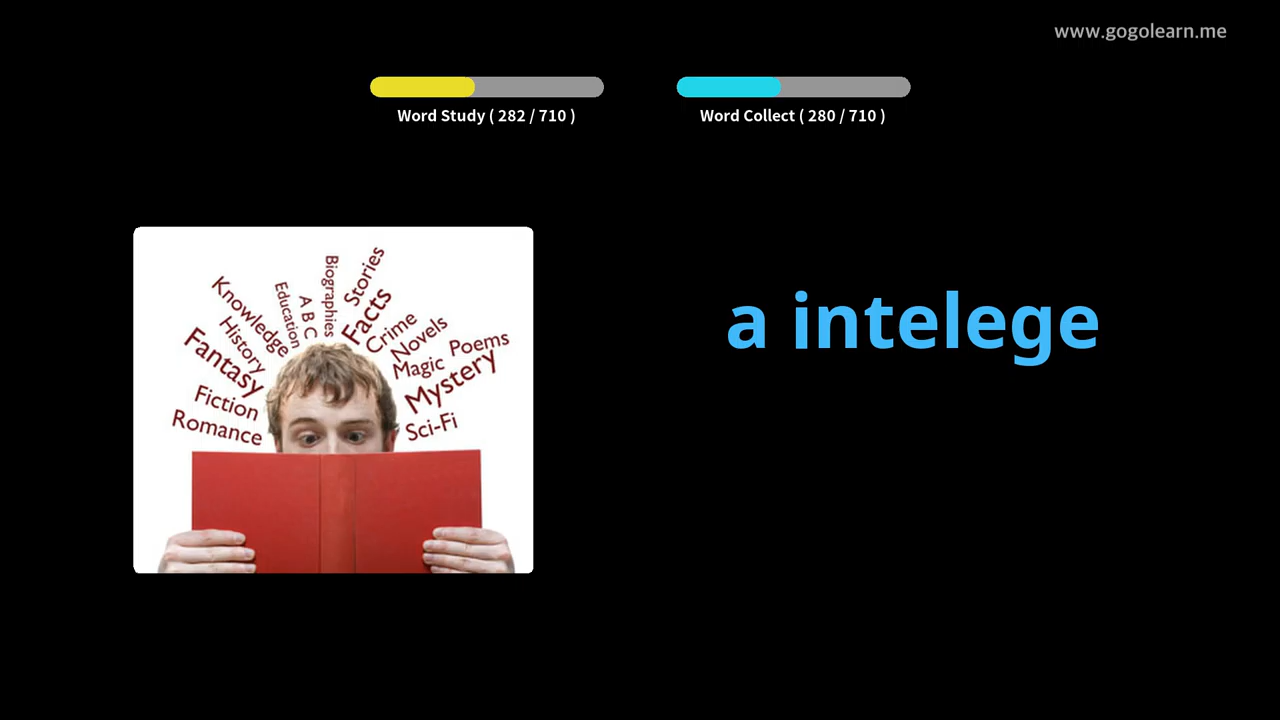 www.gogolearn.me
Word Study ( 282 / 710 )
Word Collect ( 280 / 710 )
a intelege
Knowledge
Education
A B C
Biographies
Stories
Facts
History
Crime
Novels
Fantasy
Magic
Poems
Mystery
Fiction
Romance
Sci-Fi